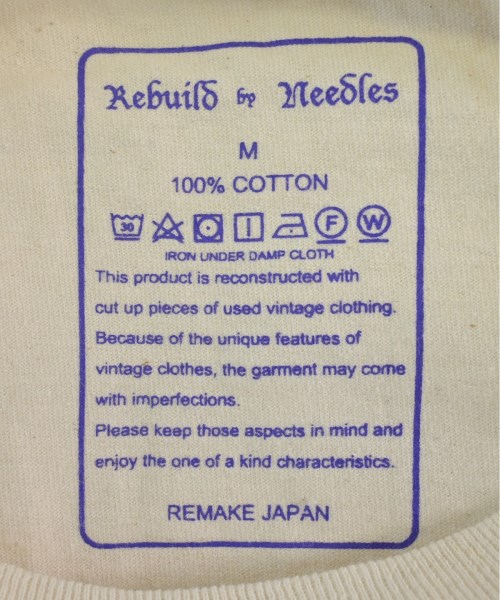 Rebuild by Needles
M
100% COTTON
30 F W
IRON UNDER DAMP CLOTH
This product is reconstructed with
cut up pieces of used vintage clothing.
Because of the unique features of
vintage clothes, the garment may come
with imperfections.
Please keep those aspects in mind and
enjoy the one of a kind characteristics.
REMAKE JAPAN